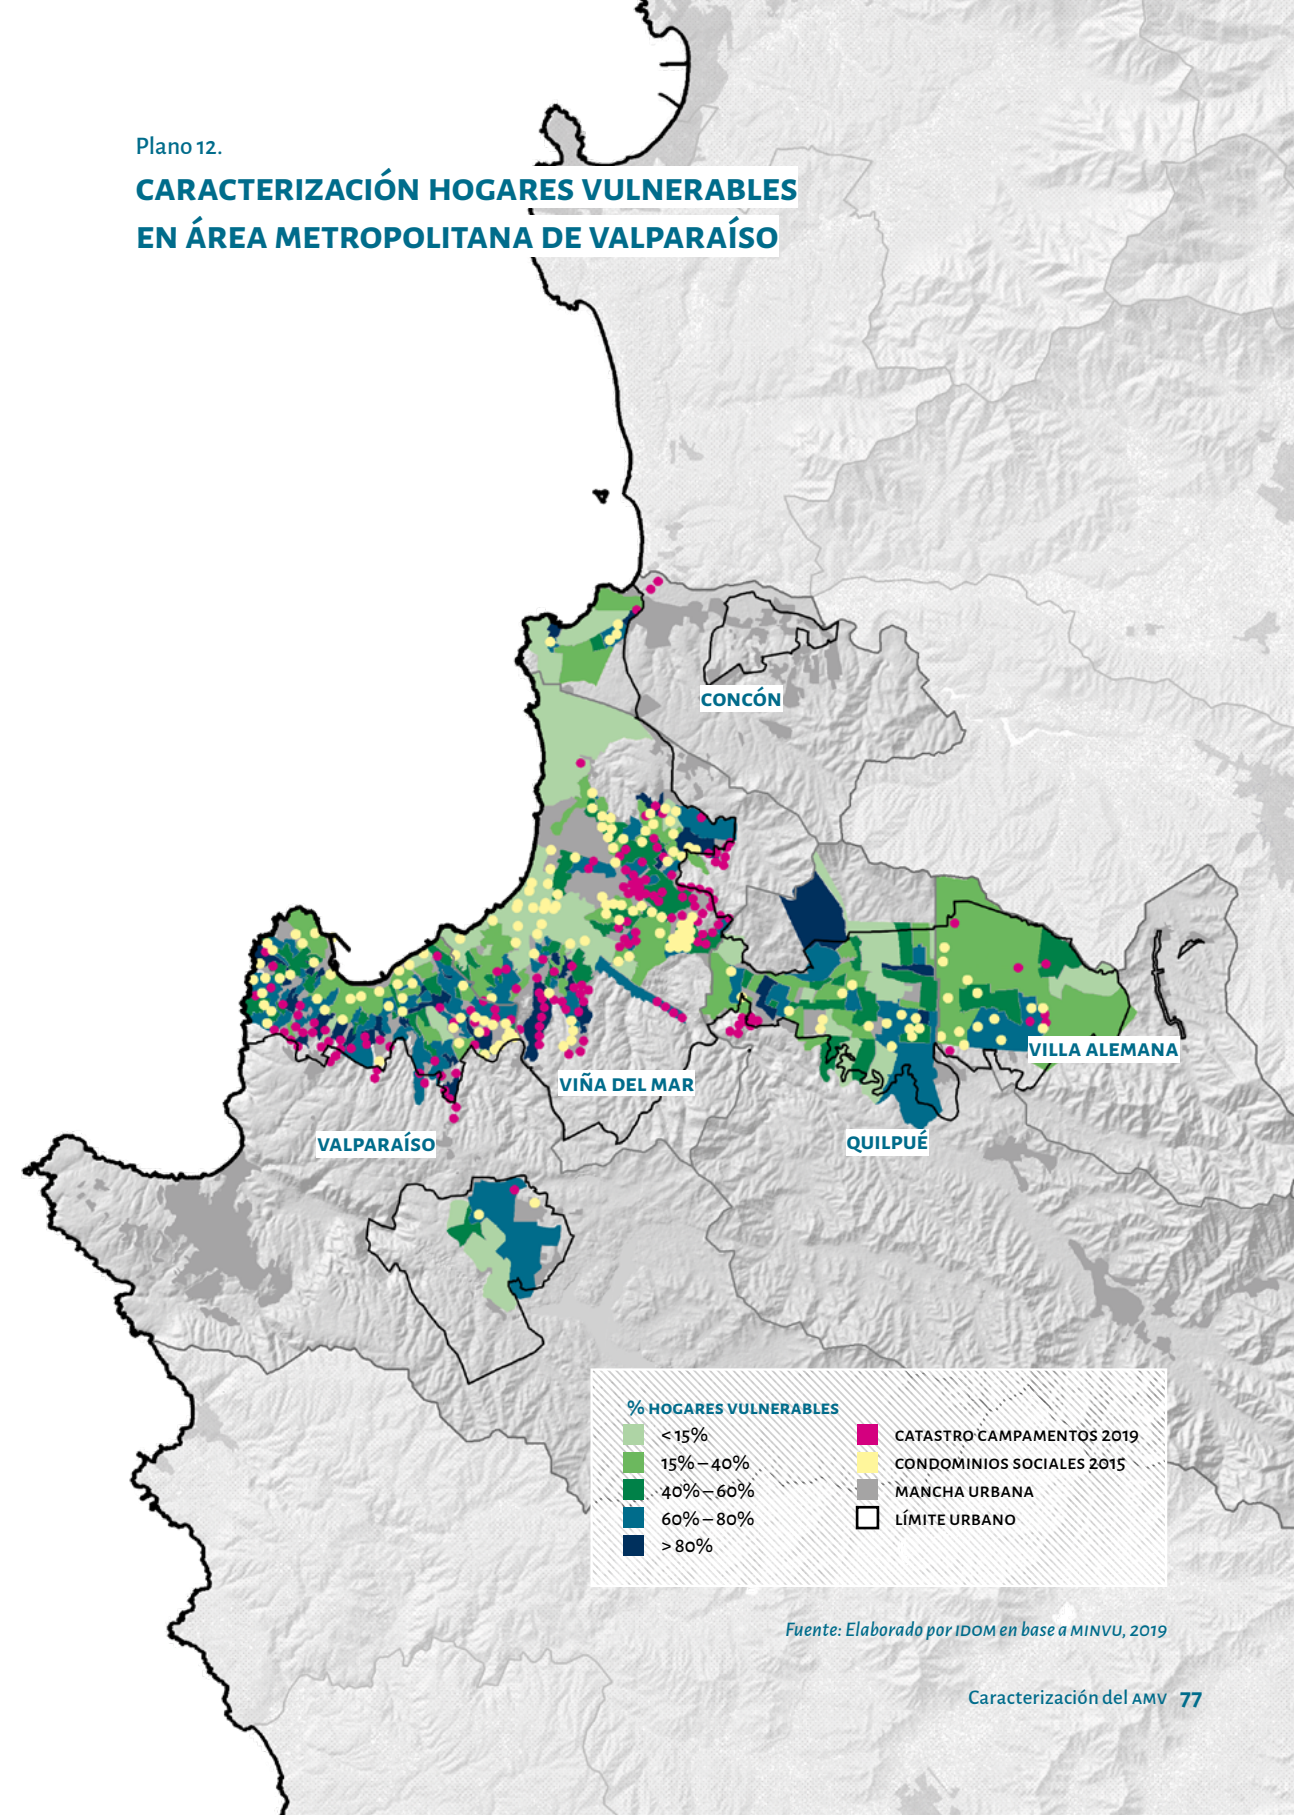 Plano 12.
CARACTERIZACIÓN HOGARES VULNERABLES
EN ÁREA METROPOLITANA DE VALPARAÍSO
CONCÓN
VILLA ALEMANA
VIÑA DEL MAR
QUILPUÉ
VALPARAÍSO
% HOGARES VULNERABLES
< 15%
15% – 40%
40% – 60%
60% – 80%
> 80%
CATASTRO CAMPAMENTOS 2019
CONDOMINIOS SOCIALES 2015
MANCHA URBANA
LÍMITE URBANO
Fuente: Elaborado por IDOM en base a MINVU, 2019
Caracterización del AMV 77